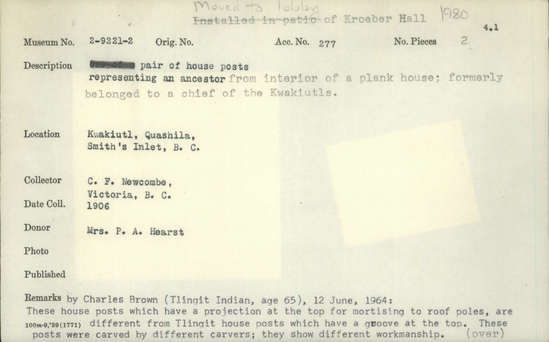 Moved to lobby
Installed in patio of Kroeber Hall 1980
4.1
Museum No. 2-9221-2 Orig. No. Acc. No. 277 No. Pieces 2
Description pair of house posts
representing an ancestor from interior of a plank house; formerly
belonged to a chief of the Kwakiutls.
Location Kwakiutl, Quashila,
Smith's Inlet, B. C.
Collector C. F. Newcombe,
Victoria, B. C.
Date Coll. 1906
Donor Mrs. P. A. Hearst
Photo
Published
Remarks by Charles Brown (Tlingit Indian, age 65), 12 June, 1964:
These house posts which have a projection at the top for mortising to roof poles, are
100m-9,'39(1771) different from Tlingit house posts which have a groove at the top. These
posts were carved by different carvers; they show different workmanship. (over)